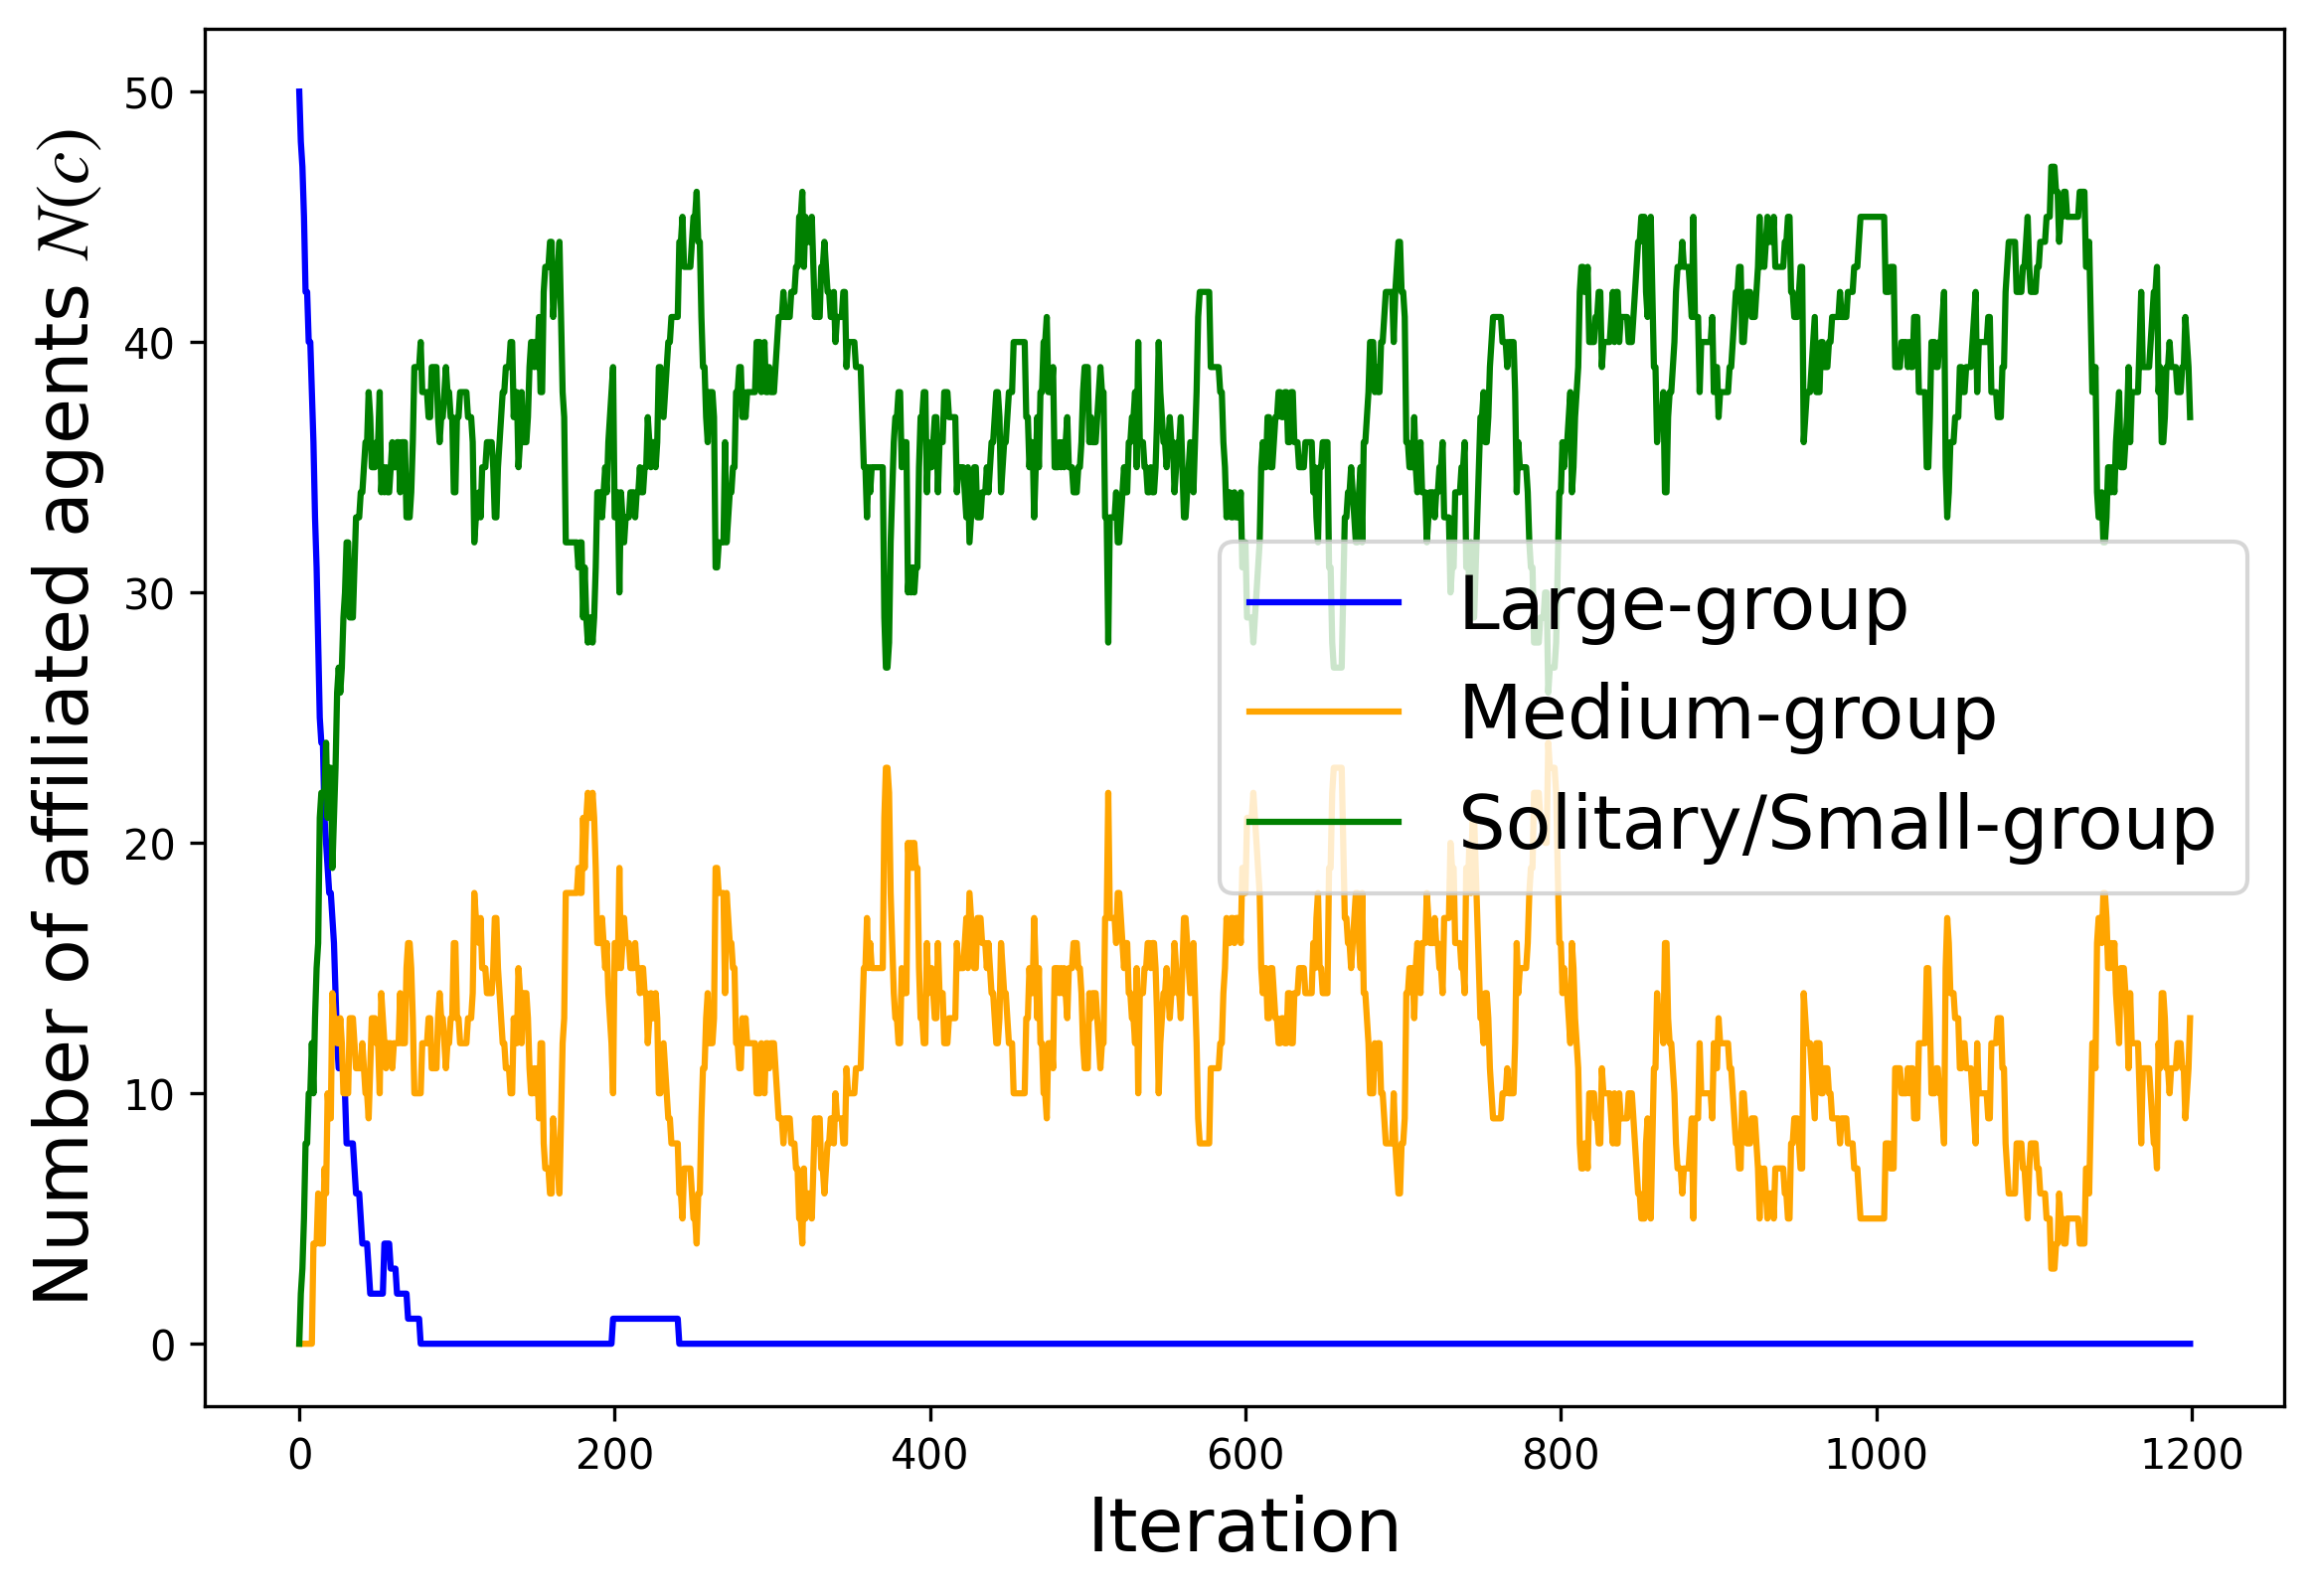 Number of affiliated agents N(c)
50
40
30
20
10
0
Large-group
Medium-group
Solitary/Small-group
0 200 400 600 800 1000 1200
Iteration